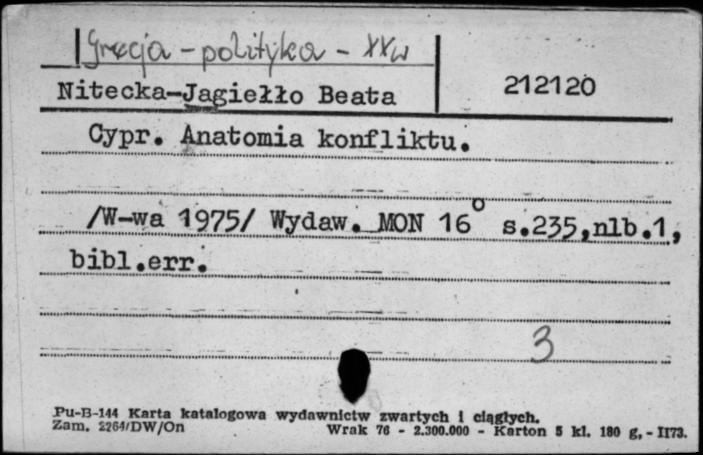 Grecja - polityka - XXw
Nitecka-Jagiełło Beata 212120
Cypr. Anatomia konfliktu.
/W-wa 1975/ Wydaw. MON 16° s.235,nlb.1,
bibl.err.
3
Pu-B-144 Karta katalogowa wydawnictw zwartych i ciągłych.
Zam. 2264/DW/On Wrak 76 - 2.300.000 - Karton 5 kl. 180 g, - II73.